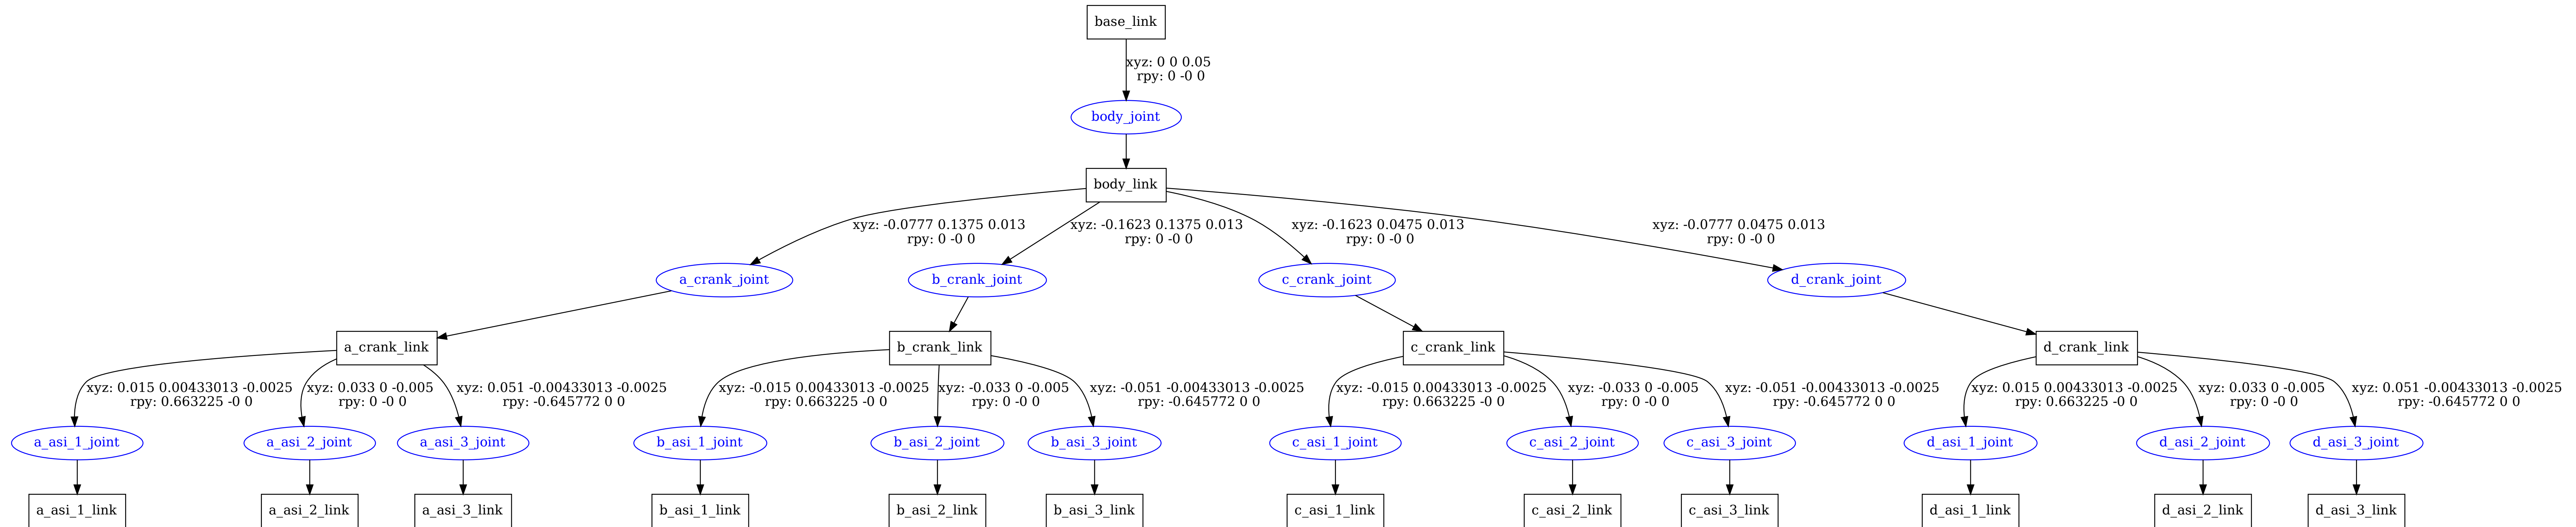 base_link
xyz: 0 0 0.05
rpy: 0 -0 0
body_joint
body_link
xyz: -0.0777 0.1375 0.013
rpy: 0 -0 0
xyz: -0.1623 0.1375 0.013
rpy: 0 -0 0
xyz: -0.1623 0.0475 0.013
rpy: 0 -0 0
xyz: -0.0777 0.0475 0.013
rpy: 0 -0 0
a_crank_joint
b_crank_joint
c_crank_joint
d_crank_joint
a_crank_link
b_crank_link
c_crank_link
d_crank_link
xyz: 0.015 0.00433013 -0.0025
rpy: 0.663225 -0 0
xyz: 0.033 0 -0.005
rpy: 0 -0 0
xyz: 0.051 -0.00433013 -0.0025
rpy: -0.645772 0 0
xyz: -0.015 0.00433013 -0.0025
rpy: 0.663225 -0 0
xyz: -0.033 0 -0.005
rpy: 0 -0 0
xyz: -0.051 -0.00433013 -0.0025
rpy: -0.645772 0 0
xyz: -0.015 0.00433013 -0.0025
rpy: 0.663225 -0 0
xyz: -0.033 0 -0.005
rpy: 0 -0 0
xyz: -0.051 -0.00433013 -0.0025
rpy: -0.645772 0 0
xyz: 0.015 0.00433013 -0.0025
rpy: 0.663225 -0 0
xyz: 0.033 0 -0.005
rpy: 0 -0 0
xyz: 0.051 -0.00433013 -0.0025
rpy: -0.645772 0 0
a_asi_1_joint
a_asi_2_joint
a_asi_3_joint
b_asi_1_joint
b_asi_2_joint
b_asi_3_joint
c_asi_1_joint
c_asi_2_joint
c_asi_3_joint
d_asi_1_joint
d_asi_2_joint
d_asi_3_joint
a_asi_1_link
a_asi_2_link
a_asi_3_link
b_asi_1_link
b_asi_2_link
b_asi_3_link
c_asi_1_link
c_asi_2_link
c_asi_3_link
d_asi_1_link
d_asi_2_link
d_asi_3_link